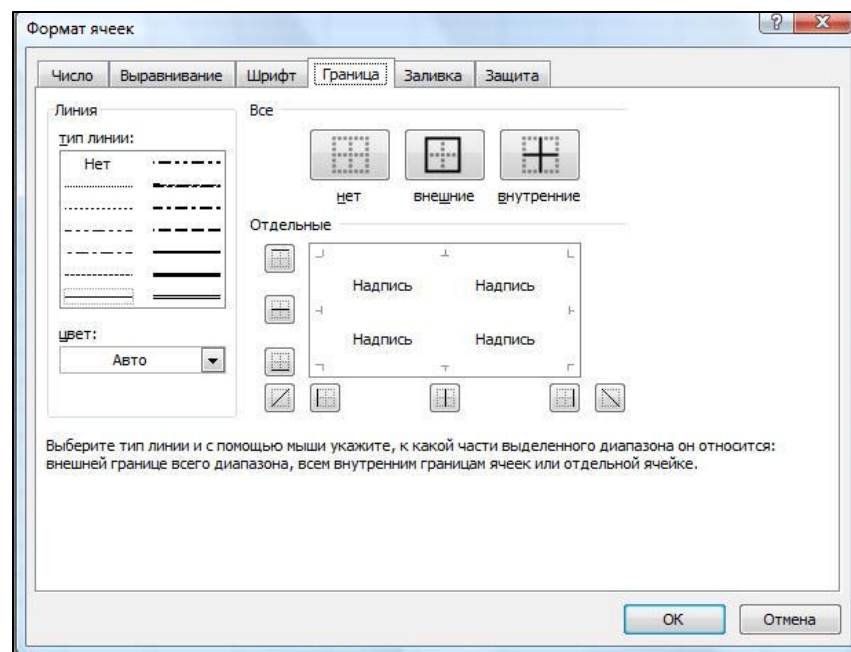 Формат ячеек
Число Выравнивание Шрифт Граница Заливка Защита
Линия
тип линии:
Нет
цвет:
Авто
Все
нет внешние внутренние
Отдельные
Надпись Надпись
Надпись Надпись
Выберите тип линии и с помощью мыши укажите, к какой части выделенного диапазона он относится:
внешней границе всего диапазона, всем внутренним границам ячеек или отдельной ячейке.
ОК Отмена